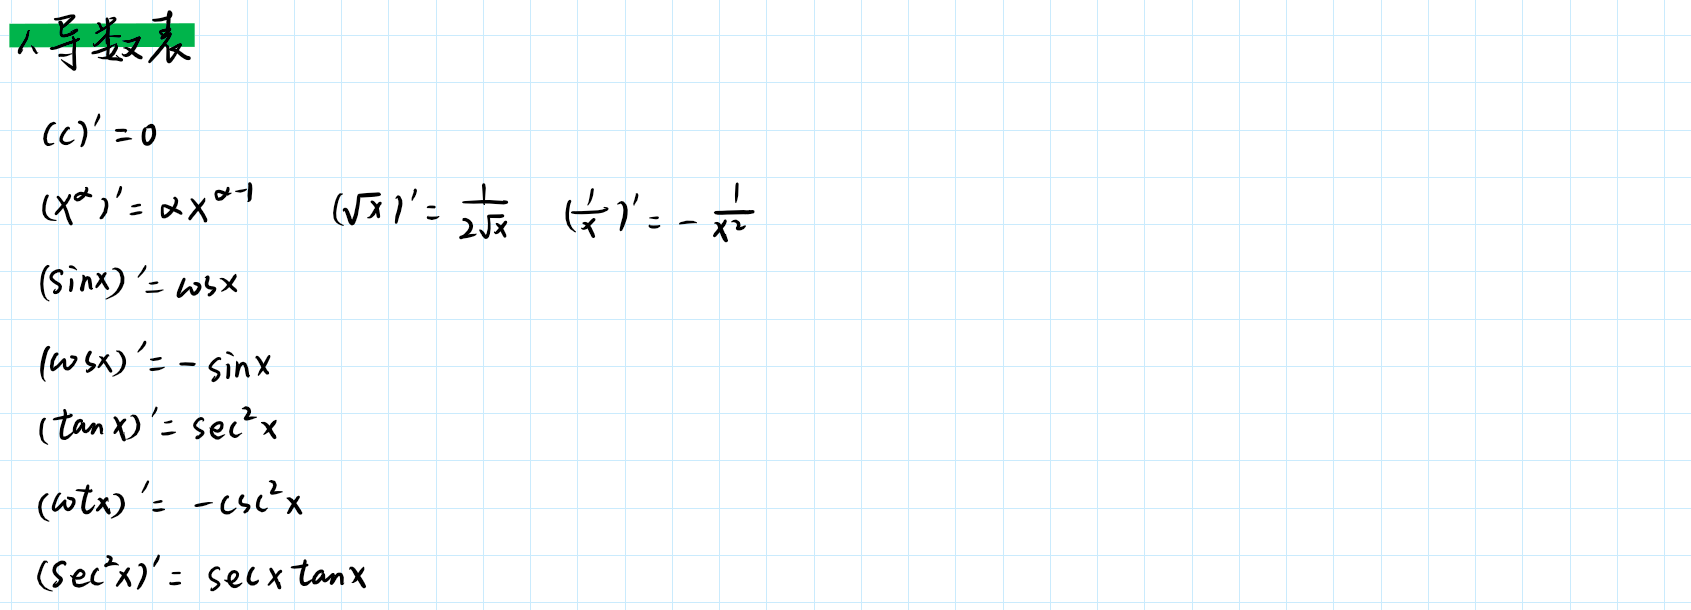 1、导数表
(c)′ = 0
(x^α)′ = αx^(α-1) (√x)′ = 1/(2√x) (1/x)′ = - 1/x²
(sinx)′ = cosx
(cosx)′ = - sinx
(tanx)′ = sec²x
(cotx)′ = - csc²x
(sec²x)′ = secx tanx